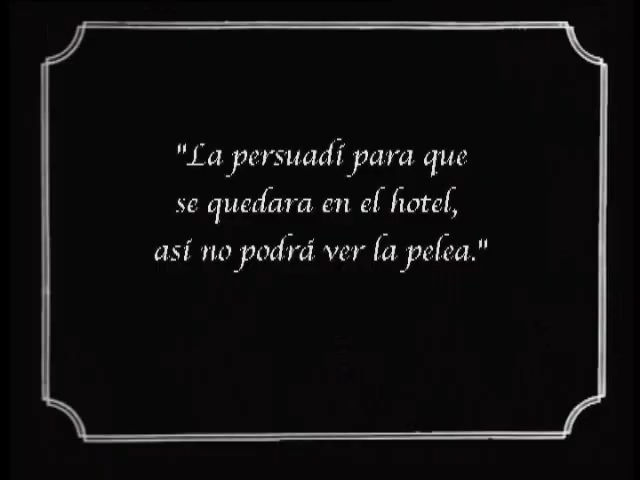 "La persuadí para que
se quedara en el hotel,
así no podrá ver la pelea."